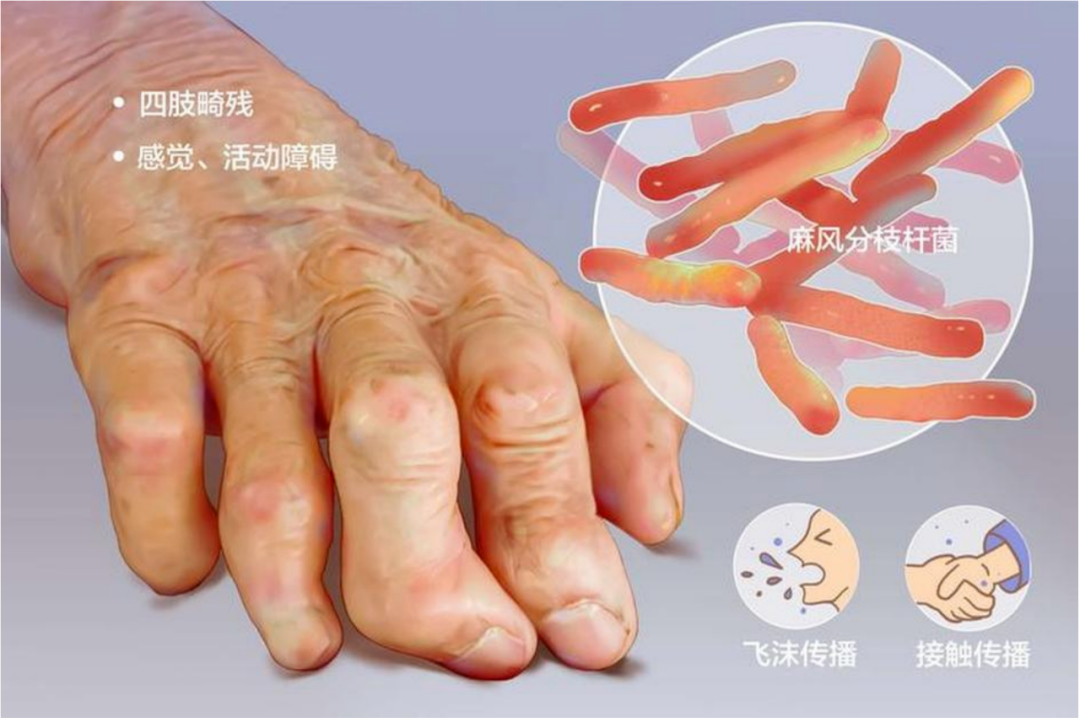 • 四肢畸残
• 感觉、活动障碍
麻风分枝杆菌
飞沫传播
接触传播